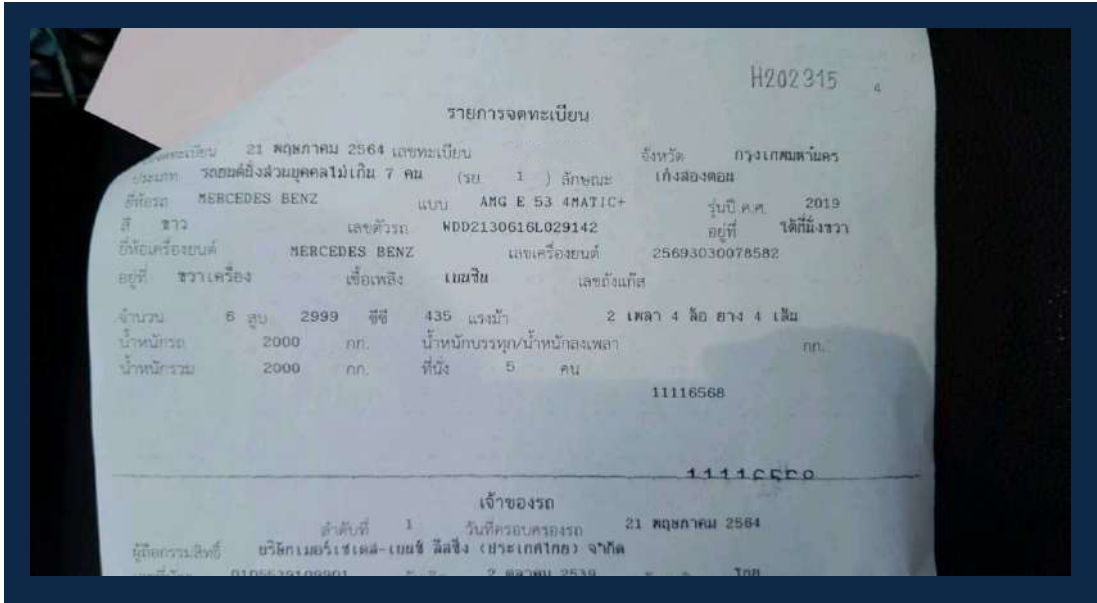 H202315 4
รายการจดทะเบียน
21 พฤษภาคม 2564 เลขทะเบียน จังหวัด กรุงเทพมหานคร
ประเภท รถยนต์นั่งส่วนบุคคลไม่เกิน 7 คน (รย. 1 ) ลักษณะ เก๋งสองตอน
ยี่ห้อรถ MERCEDES BENZ แบบ AMG E 53 4MATIC+ รุ่นปี ค.ศ. 2019
สี ขาว เลขตัวรถ WDD2130616L029142 อยู่ที่ ใต้ที่นั่งขวา
ยี่ห้อเครื่องยนต์ MERCEDES BENZ เลขเครื่องยนต์ 25693030078582
อยู่ที่ ขวาเครื่อง เชื้อเพลิง เบนซิน เลขถังแก๊ส
จำนวน 6 สูบ 2999 ซีซี 435 แรงม้า 2 เพลา 4 ล้อ ยาง 4 เส้น
น้ำหนักรถ 2000 กก. น้ำหนักบรรทุก/น้ำหนักลงเพลา กก.
น้ำหนักรวม 2000 กก. ที่นั่ง 5 คน
11116568
เจ้าของรถ
ลำดับที่ 1 วันที่ครอบครองรถ 21 พฤษภาคม 2564
ผู้ถือกรรมสิทธิ์ บริษัทเมอร์เซเดส-เบนซ์ ลีสซิ่ง (ประเทศไทย) จำกัด
2 ตุลาคม 2539 ไทย